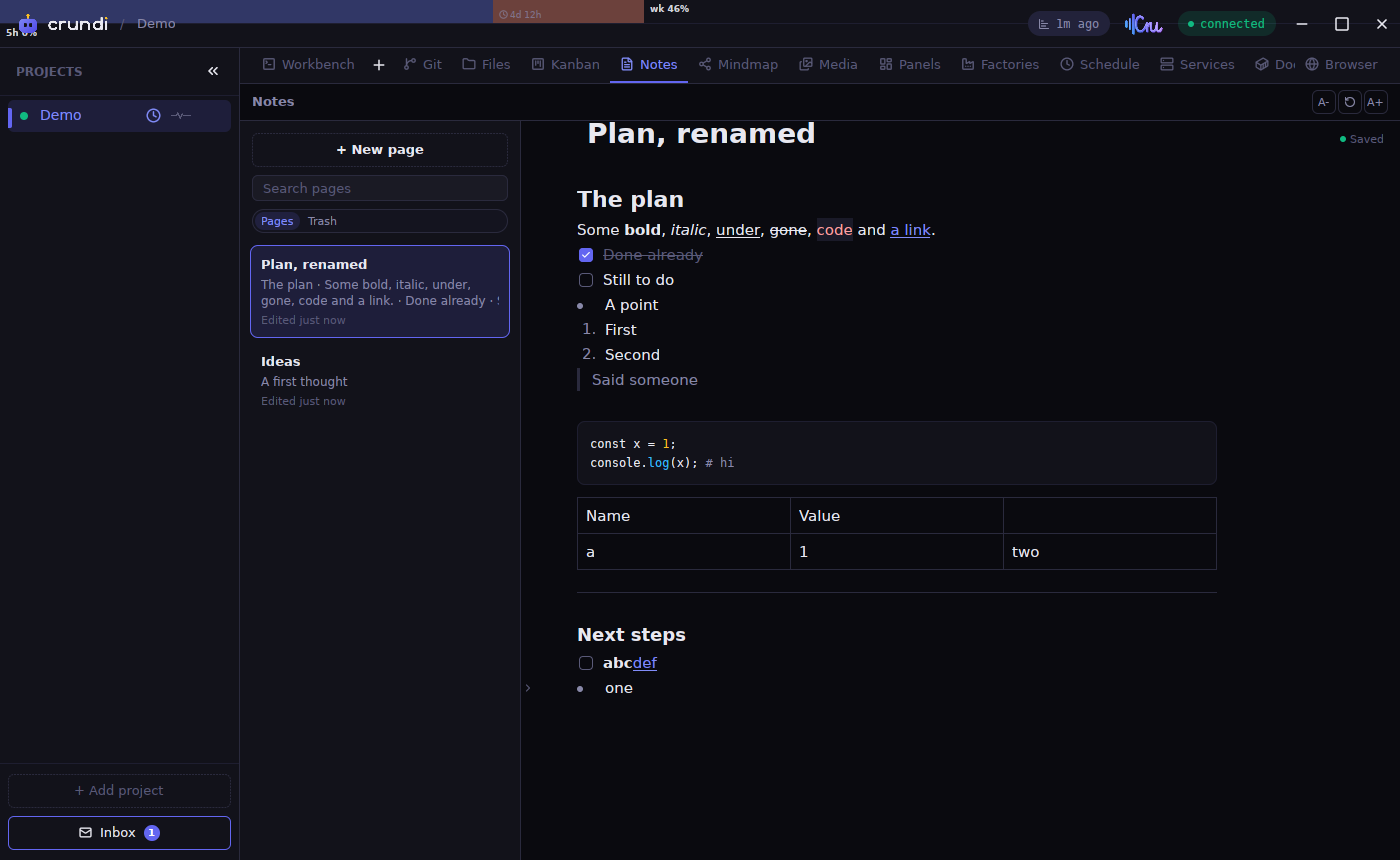 4d 12h
wk 46%
crundi / Demo
1m ago
connected
PROJECTS
Workbench
Git
Files
Kanban
Notes
Mindmap
Media
Panels
Factories
Schedule
Services
Browser
Demo
Notes
A-
A+
+ New page
Search pages
Pages
Trash
Plan, renamed
The plan · Some bold, italic, under,
gone, code and a link. · Done already ·
Edited just now
Ideas
A first thought
Edited just now
Plan, renamed
Saved
The plan
Some bold, italic, under, gone, code and a link.
Done already
Still to do
A point
1. First
2. Second
Said someone
const x = 1;
console.log(x); # hi
Name Value
a 1 two
Next steps
abcdef
one
+ Add project
Inbox 1